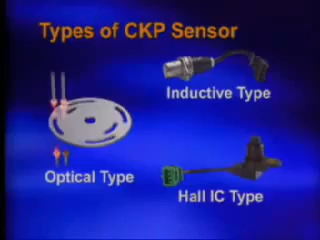 Types of CKP Sensor
Inductive Type
Optical Type
Hall IC Type